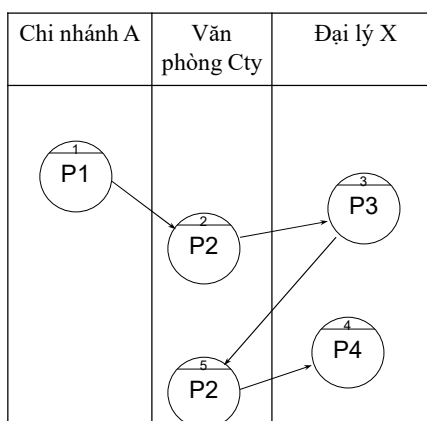 Chi nhánh A
Văn phòng Cty
Đại lý X
1
P1
2
P2
3
P3
4
P4
5
P2